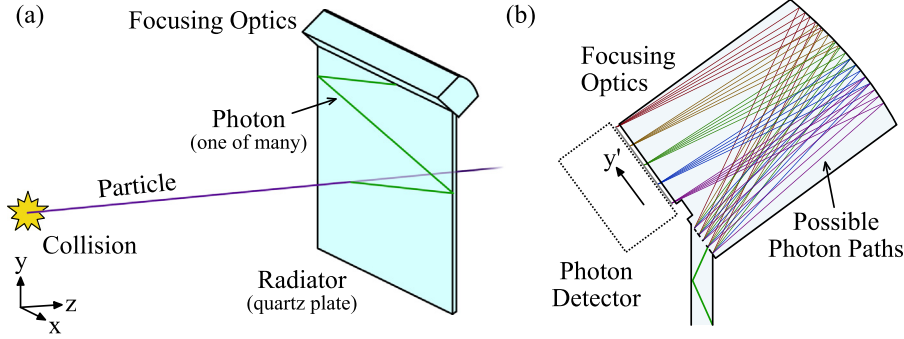 (a)
Focusing Optics
Photon
(one of many)
Particle
Collision
Radiator
(quartz plate)
y
z
x
(b)
Focusing
Optics
y'
Photon
Detector
Possible
Photon Paths